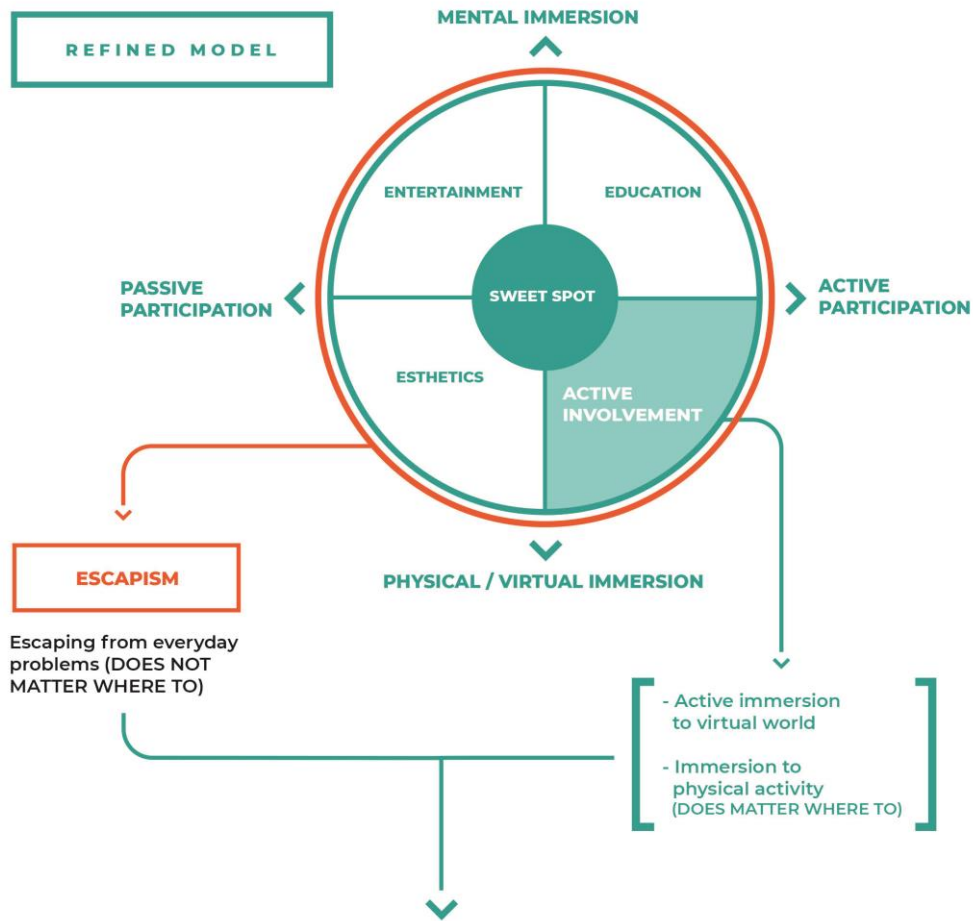 MENTAL IMMERSION
REFINED MODEL
ENTERTAINMENT
EDUCATION
PASSIVE
PARTICIPATION
SWEET SPOT
ACTIVE
PARTICIPATION
ESTHETICS
ACTIVE
INVOLVEMENT
PHYSICAL / VIRTUAL IMMERSION
ESCAPISM
Escaping from everyday
problems (DOES NOT
MATTER WHERE TO)
- Active immersion
to virtual world
- Immersion to
physical activity
(DOES MATTER WHERE TO)